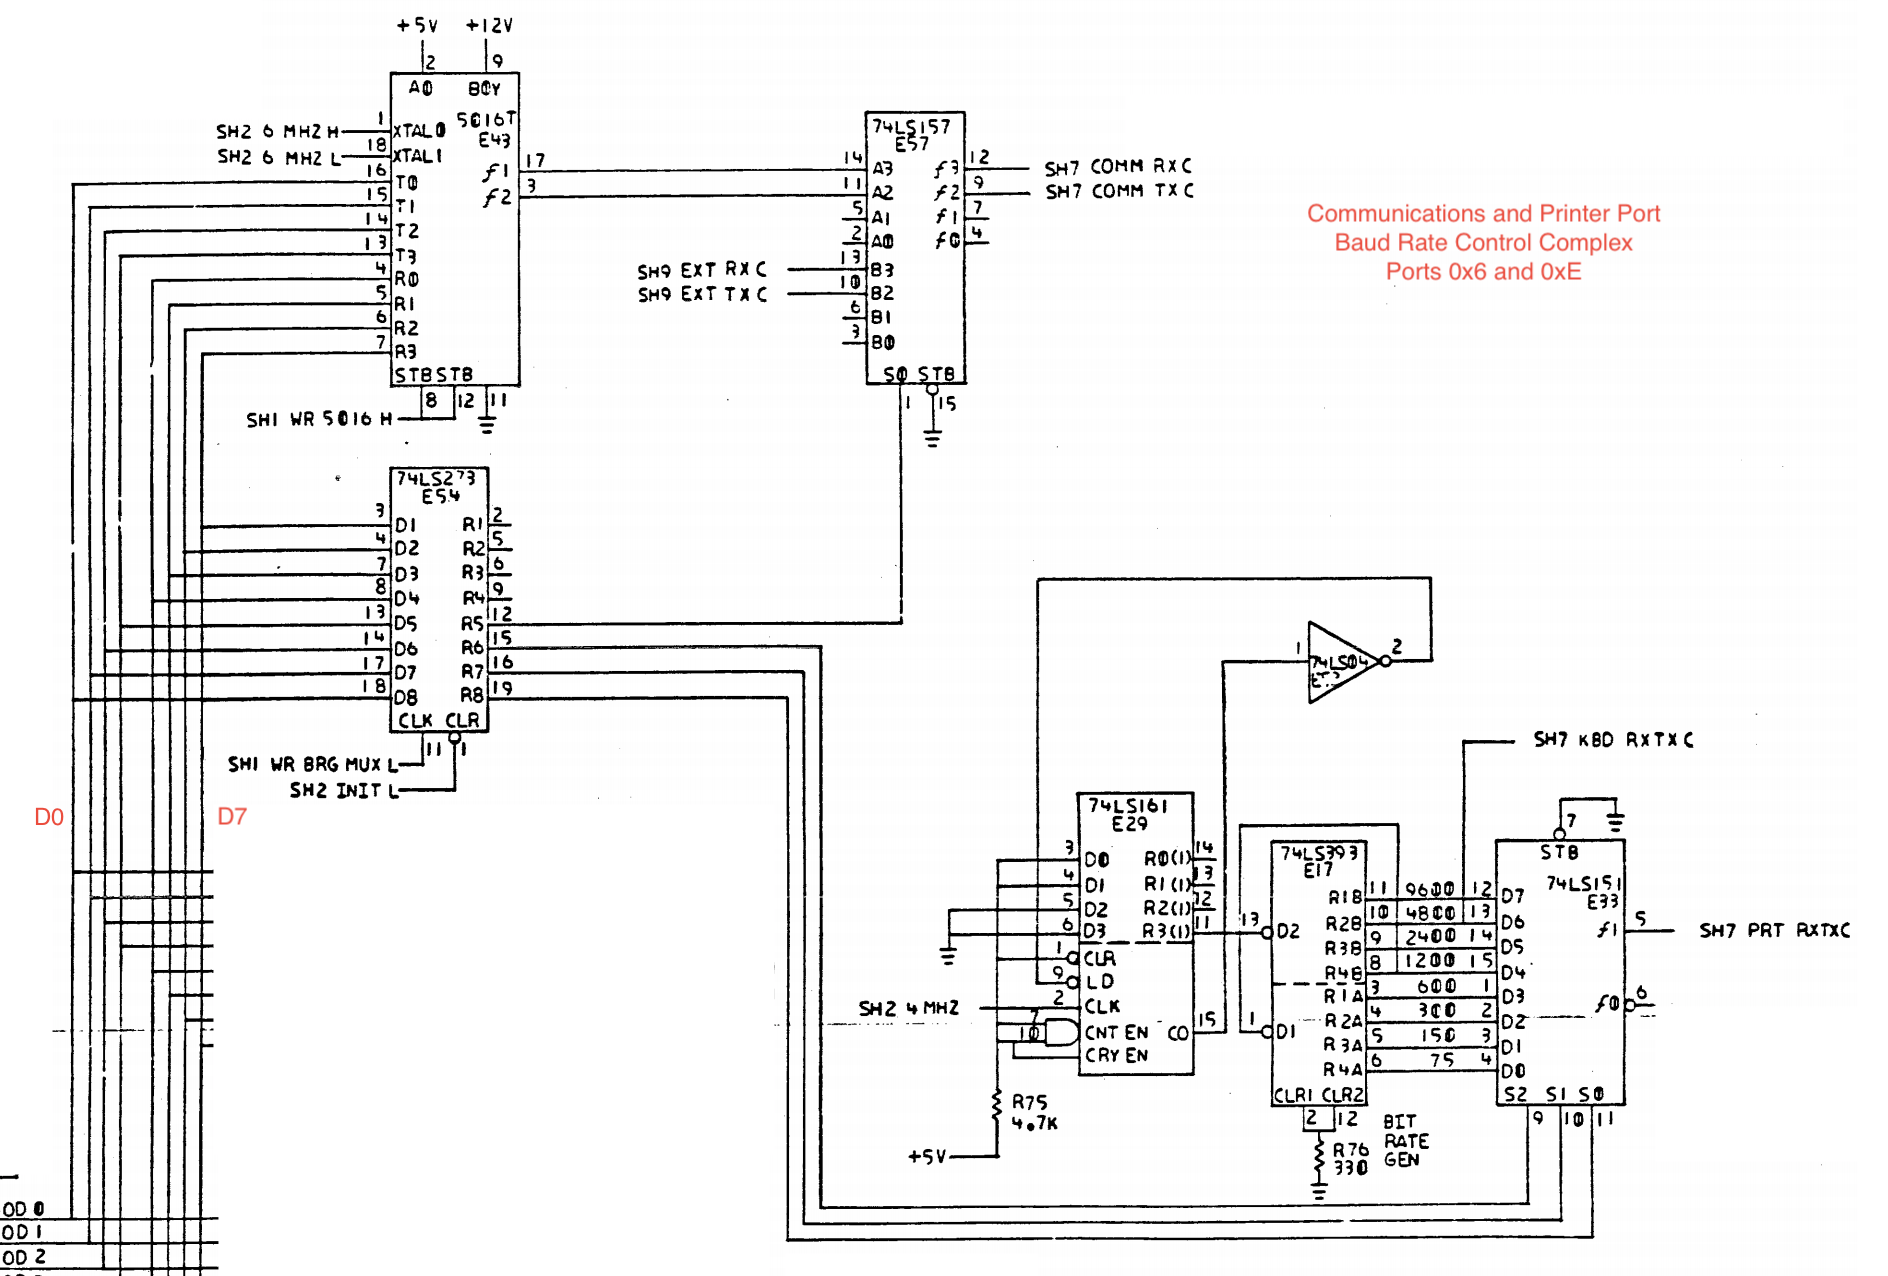 +5V +12V
2 9
A0 B0Y
5016T
E43
SH2 6 MHZ H 1 XTAL0
SH2 6 MHZ L 18 XTAL1
16 T0
15 T1
14 T2
13 T3
4 R0
5 R1
6 R2
7 R3
f1 17
f2 3
STB STB
8 12 11
SH1 WR 5016 H
74LS157
E57
14 A3 f3 12 SH7 COMM RXC
11 A2 f2 9 SH7 COMM TXC
5 A1 f1 7
2 A0 f0 4
SH9 EXT RXC 13 B3
SH9 EXT TXC 10 B2
6 B1
3 B0
S0 STB
1 15
Communications and Printer Port
Baud Rate Control Complex
Ports 0x6 and 0xE
74LS273
E54
3 D1 R1 2
4 D2 R2 5
7 D3 R3 6
8 D4 R4 9
13 D5 R5 12
14 D6 R6 15
17 D7 R7 16
18 D8 R8 19
CLK CLR
11 1
SH1 WR BRG MUX L
SH2 INIT L
D0 D7
1 74LS04 2
SH7 KBD RXTXC
74LS161
E29
3 D0 R0(1) 14
4 D1 R1(1) 13
5 D2 R2(1) 12
6 D3 R3(1) 11
1 CLR
9 LD
SH2 4 MHZ 2 CLK
7
10 CNT EN CO 15
CRY EN
R75
4.7K
+5V
74LS393
E17
13 D2
1 D1
R1B 11 9600 12 D7
R2B 10 4800 13 D6
R3B 9 2400 14 D5
R4B 8 1200 15 D4
R1A 3 600 1 D3
R2A 4 300 2 D2
R3A 5 150 3 D1
R4A 6 75 4 D0
CLR1 CLR2
2 12
R76
330
BIT
RATE
GEN
7
STB
74LS151
E33
f1 5 SH7 PRT RXTXC
f0 6
S2 S1 S0
9 10 11
OD 0
OD 1
OD 2